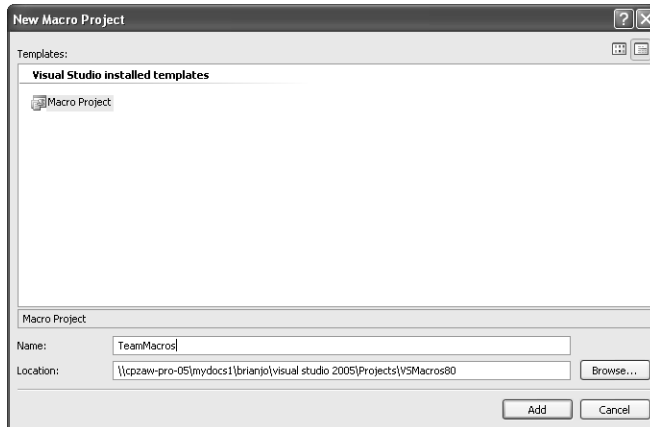 New Macro Project
Templates:
Visual Studio installed templates
Macro Project
Macro Project
Name: TeamMacros
Location: \\cpzaw-pro-05\mydocs1\brianjo\visual studio 2005\Projects\VSMacros80 Browse...
Add Cancel